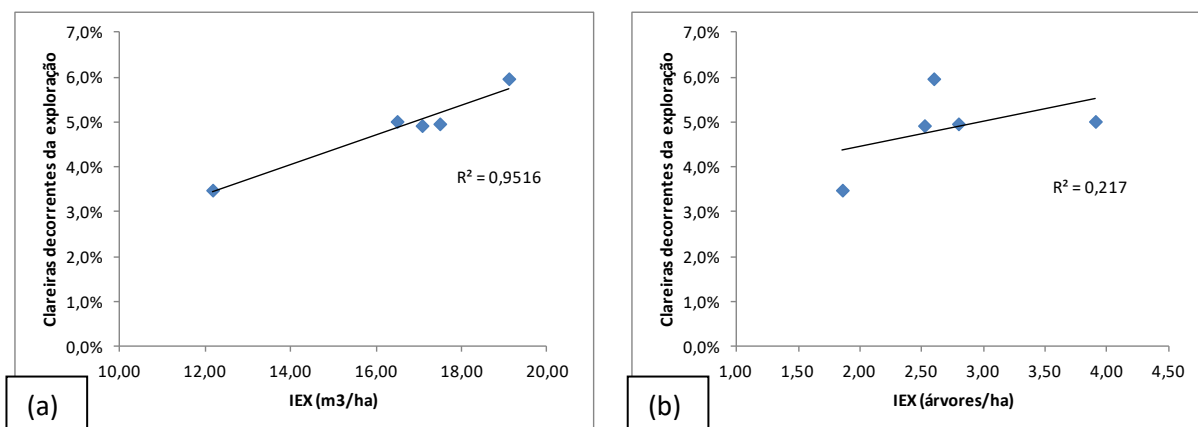 Clareiras decorrentes da exploração
7,0%
6,0%
5,0%
4,0%
3,0%
2,0%
1,0%
0,0%
R² = 0,9516
10,00 12,00 14,00 16,00 18,00 20,00
IEX (m3/ha)
(a)
Clareiras decorrentes da exploração
7,0%
6,0%
5,0%
4,0%
3,0%
2,0%
1,0%
0,0%
R² = 0,217
1,00 1,50 2,00 2,50 3,00 3,50 4,00 4,50
IEX (árvores/ha)
(b)